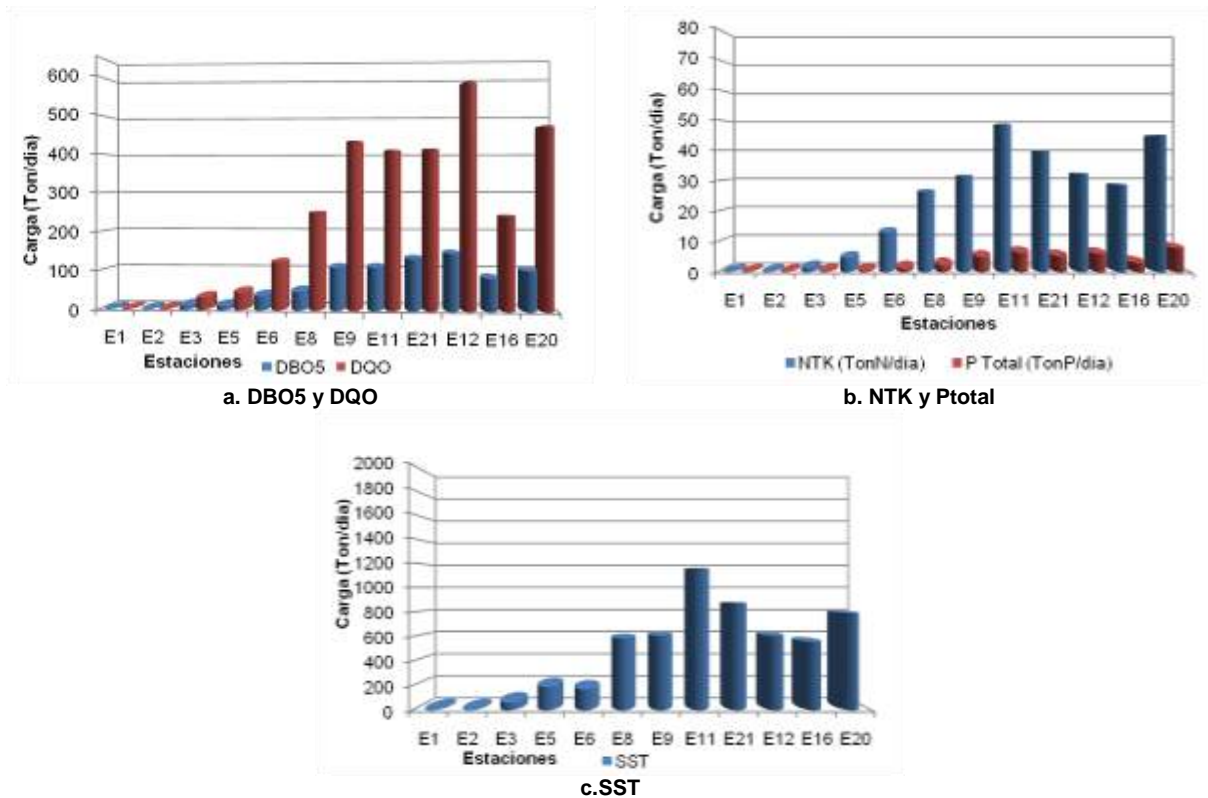 600
500
400
300
200
100
0
Carga (Ton/dia)
E1 E2 E3 E5 E6 E8 E9 E11 E21 E12 E16 E20
Estaciones
DBO5 DQO
a. DBO5 y DQO
80
70
60
50
40
30
20
10
0
Carga (Ton/dia)
E1 E2 E3 E5 E6 E8 E9 E11 E21 E12 E16 E20
Estaciones
NTK (TonN/dia) P Total (TonP/dia)
b. NTK y Ptotal
2000
1800
1600
1400
1200
1000
800
600
400
200
0
Carga (Ton/dia)
E1 E2 E3 E5 E6 E8 E9 E11 E21 E12 E16 E20
Estaciones
SST
c.SST